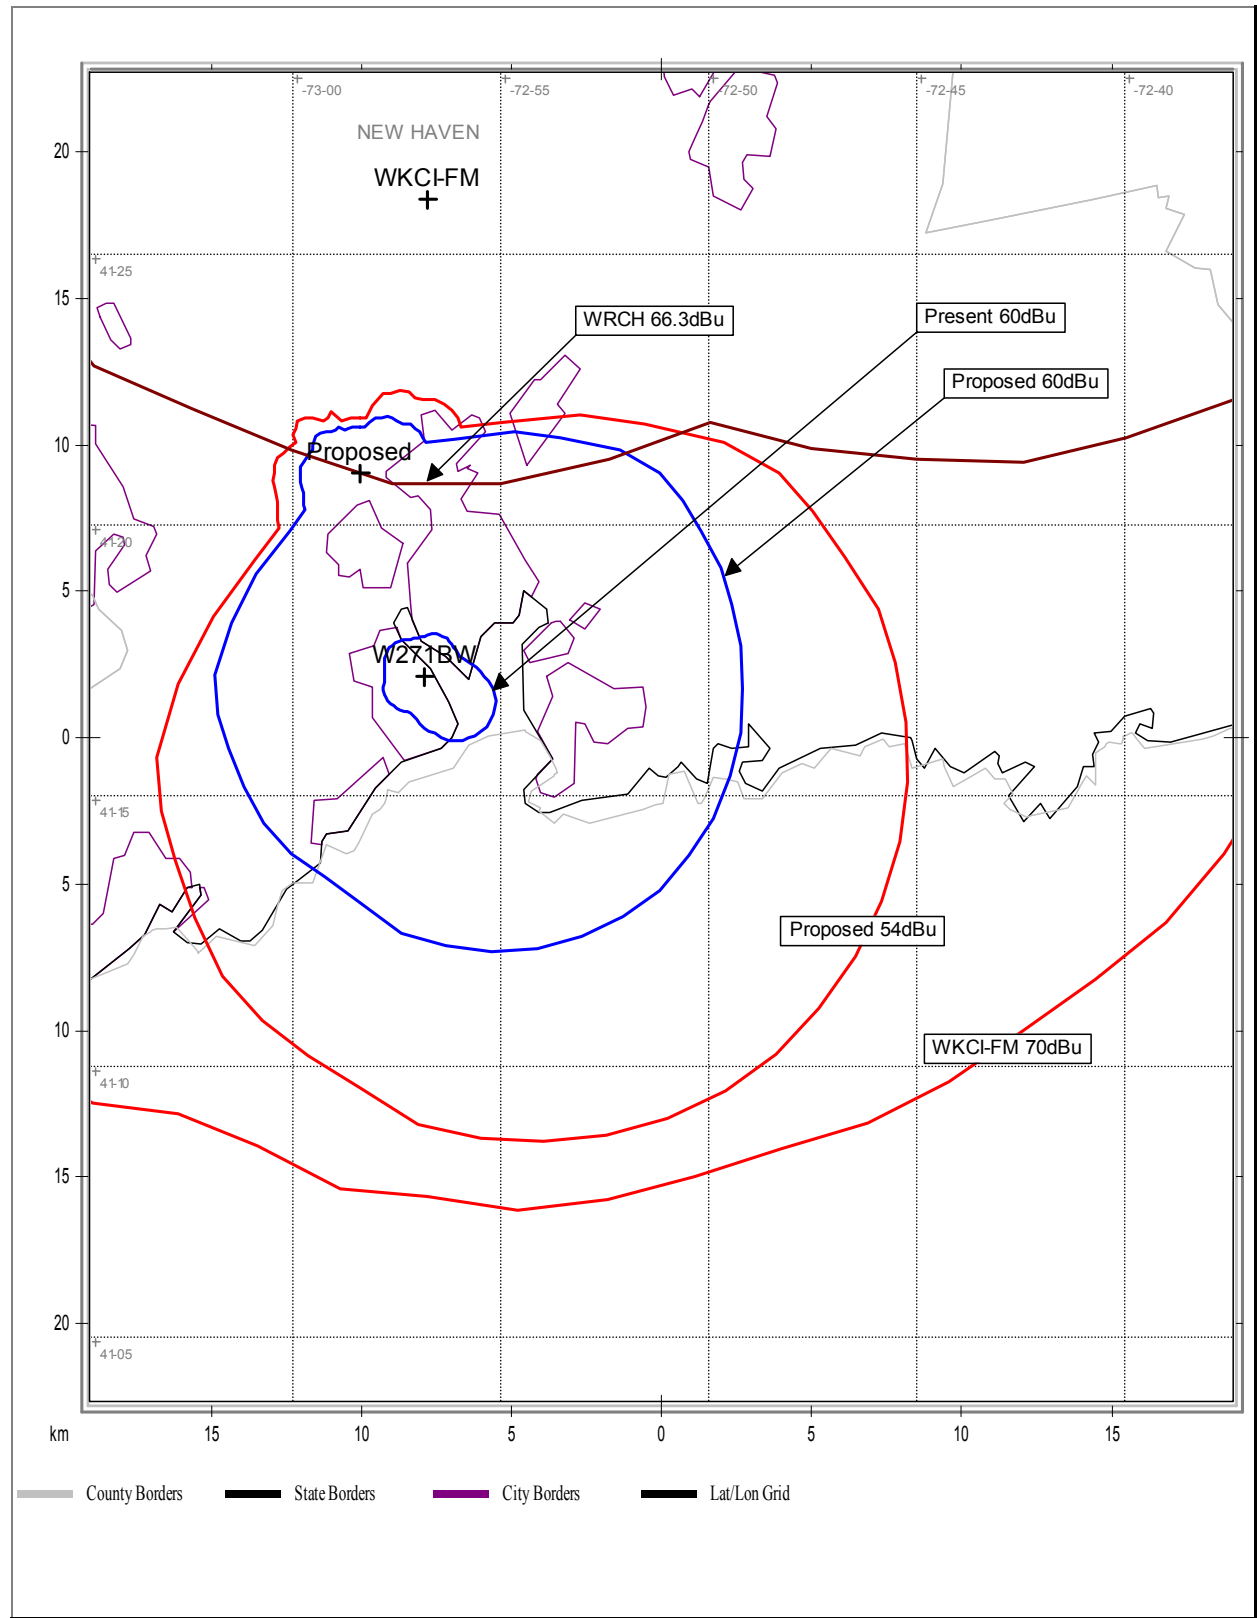 -73-00
-72-55
-72-50
-72-45
-72-40
NEW HAVEN
20
WKCI-FM
41-25
15
WRCH 66.3dBu
Present 60dBu
Proposed 60dBu
10
Proposed
41-20
5
W271BW
0
41-15
5
Proposed 54dBu
10
WKCI-FM 70dBu
41-10
15
20
41-05
km
15
10
5
0
5
10
15
County Borders
State Borders
City Borders
Lat/Lon Grid